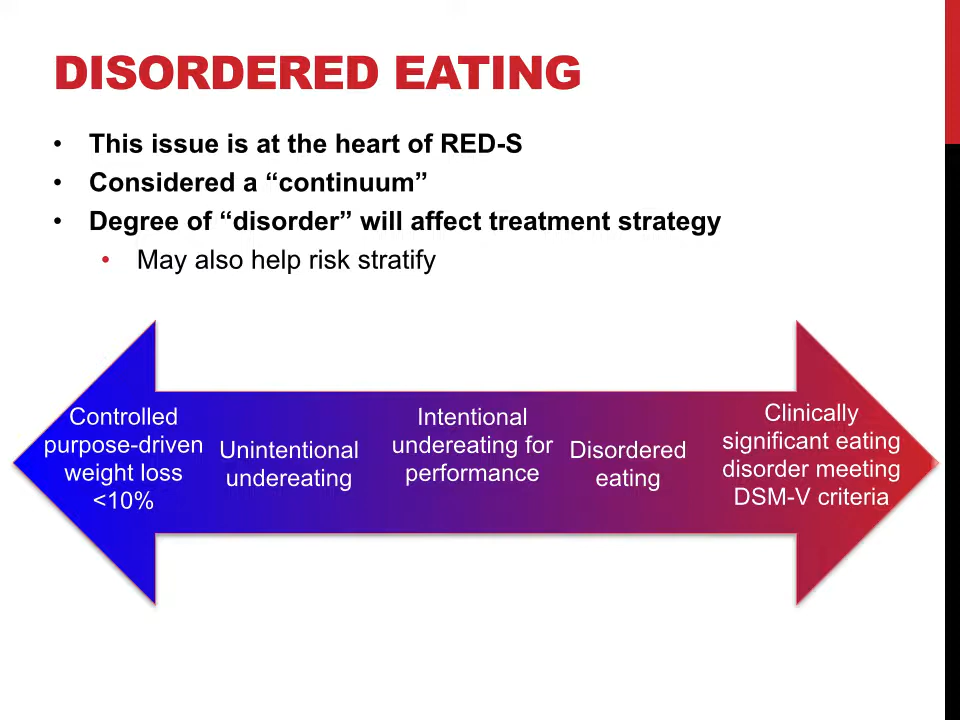 DISORDERED EATING
• This issue is at the heart of RED-S
• Considered a “continuum”
• Degree of “disorder” will affect treatment strategy
• May also help risk stratify
Controlled
purpose-driven
weight loss
<10%
Unintentional
undereating
Intentional
undereating for
performance
Disordered
eating
Clinically
significant eating
disorder meeting
DSM-V criteria